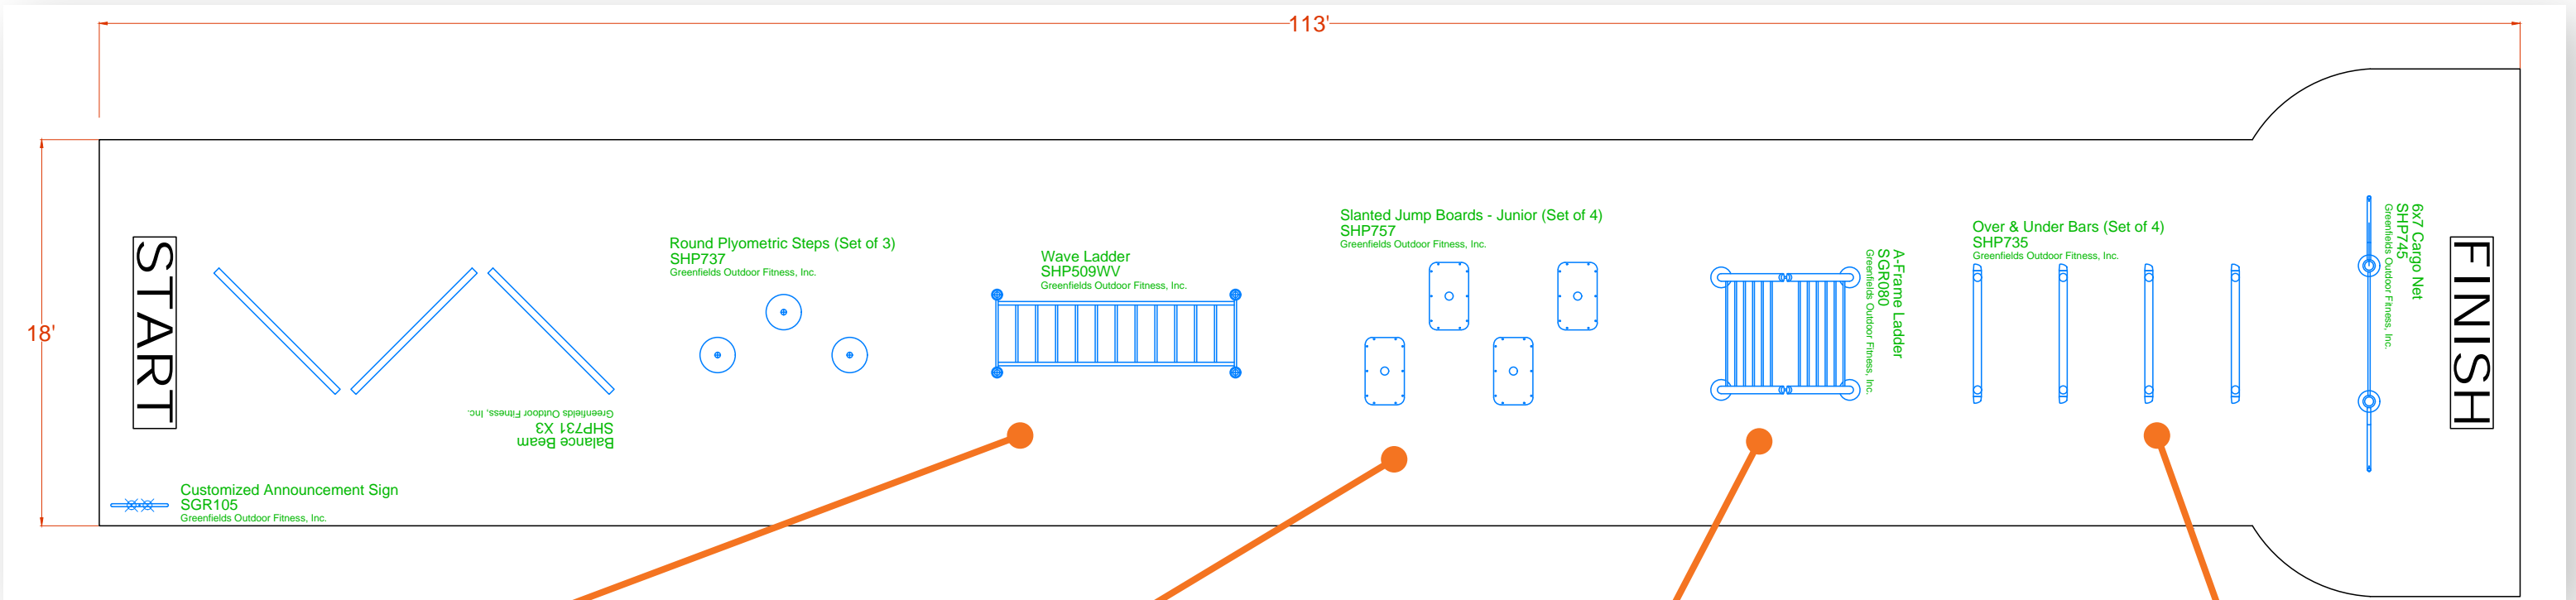 113'
18'
START
Balance Beam
SHP731 X3
Greenfields Outdoor Fitness, Inc.
Customized Announcement Sign
SGR105
Greenfields Outdoor Fitness, Inc.
Round Plyometric Steps (Set of 3)
SHP737
Greenfields Outdoor Fitness, Inc.
Wave Ladder
SHP509WV
Greenfields Outdoor Fitness, Inc.
Slanted Jump Boards - Junior (Set of 4)
SHP757
Greenfields Outdoor Fitness, Inc.
A-Frame Ladder
SGR080
Greenfields Outdoor Fitness, Inc.
Over & Under Bars (Set of 4)
SHP735
Greenfields Outdoor Fitness, Inc.
6x7 Cargo Net
SHP745
Greenfields Outdoor Fitness, Inc.
FINISH